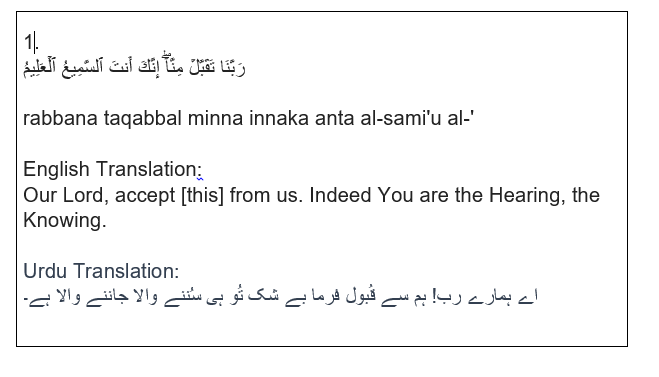 1.
رَبَّنَا تَقَبَّلْ مِنَّآ ۖ إِنَّكَ أَنتَ ٱلسَّمِيعُ ٱلْعَلِيمُ
rabbana taqabbal minna innaka anta al-sami'u al-'
English Translation:
Our Lord, accept [this] from us. Indeed You are the Hearing, the
Knowing.
Urdu Translation:
اے ہمارے رب! ہم سے قُبول فرما بے شک تُو ہی سُننے والا جاننے والا ہے۔